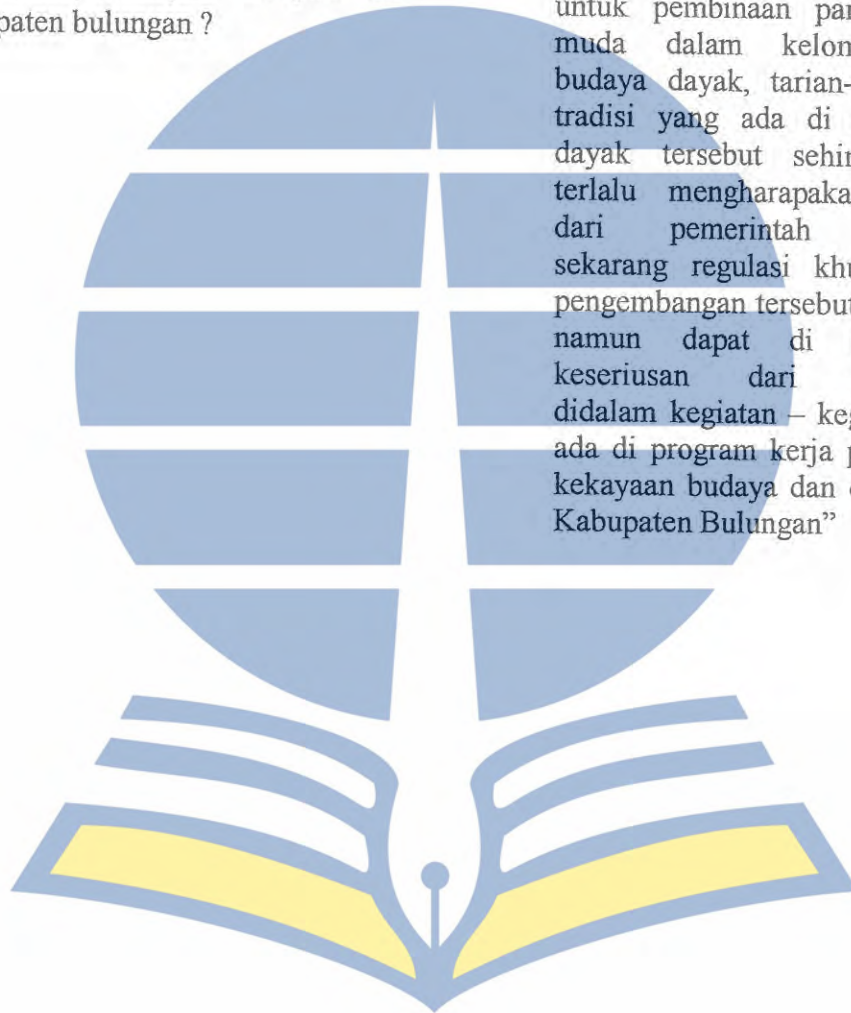 paten bulungan ?
untuk pembinaan par
muda dalam kelom
budaya dayak, tarian-
tradisi yang ada di
dayak tersebut sehin
terlalu mengharapaka
dari pemerintah
sekarang regulasi khu
pengembangan tersebut
namun dapat di
keseriusan dari
didalam kegiatan – keg
ada di program kerja p
kekayaan budaya dan
Kabupaten Bulungan”